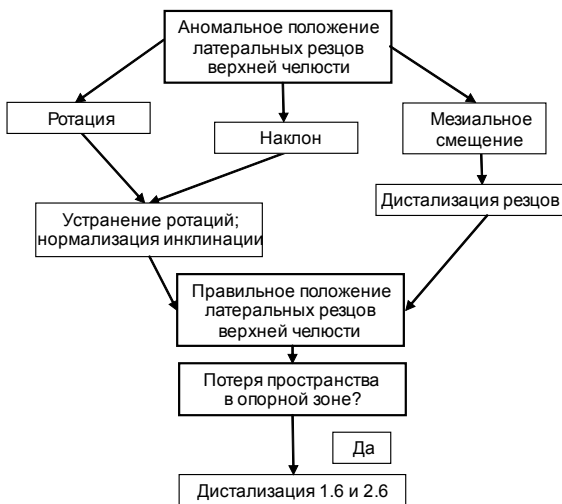 Аномальное положение
латеральных резцов
верхней челюсти
Ротация
Наклон
Мезиальное
смещение
Дистализация резцов
Устранение ротаций;
нормализация инклинации
Правильное положение
латеральных резцов
верхней челюсти
Потеря пространства
в опорной зоне?
Да
Дистализация 1.6 и 2.6